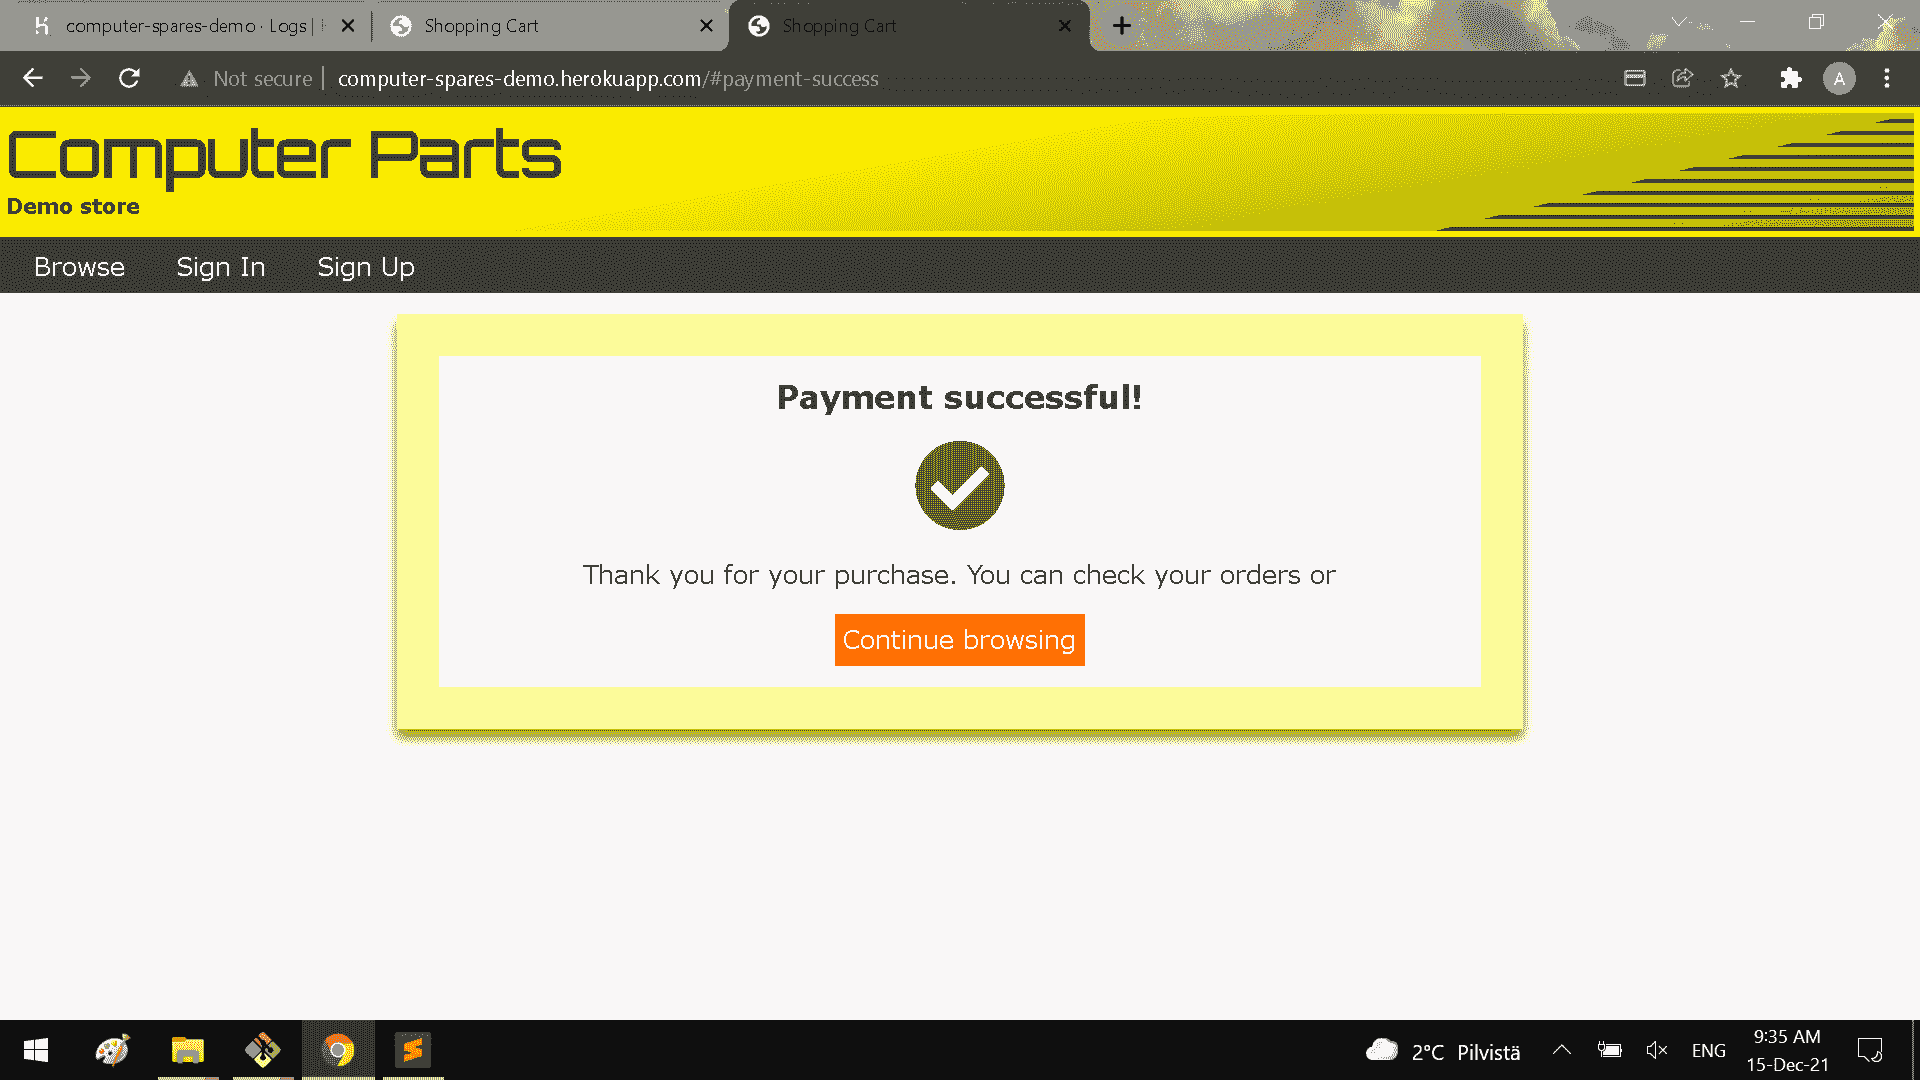 computer-spares-demo · Logs |
Shopping Cart
Shopping Cart
Not secure
computer-spares-demo.herokuapp.com/#payment-success
A
Computer Parts
Demo store
Browse
Sign In
Sign Up
Payment successful!
Thank you for your purchase. You can check your orders or
Continue browsing
2°C Pilvistä
ENG
9:35 AM
15-Dec-21